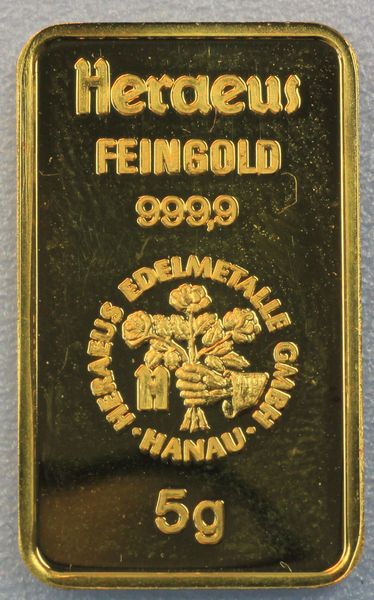 Heraeus
FEINGOLD
999,9
HERAEUS EDELMETALLE GMBH
·HANAU·
H
5g